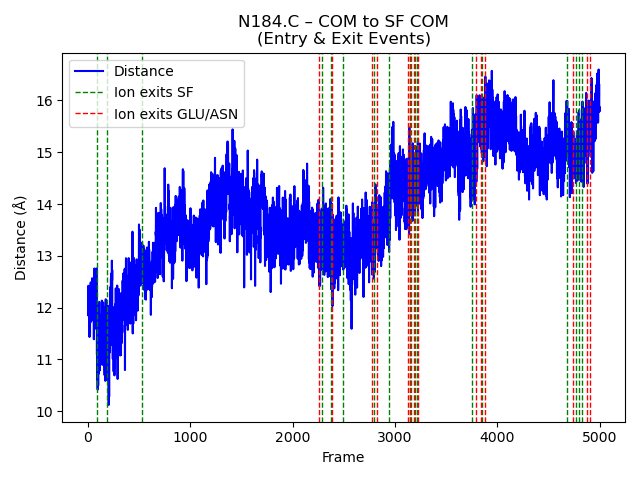 N184.C – COM to SF COM
(Entry & Exit Events)
Distance
Ion exits SF
Ion exits GLU/ASN
Distance (Å)
16
15
14
13
12
11
10
0
1000
2000
3000
4000
5000
Frame